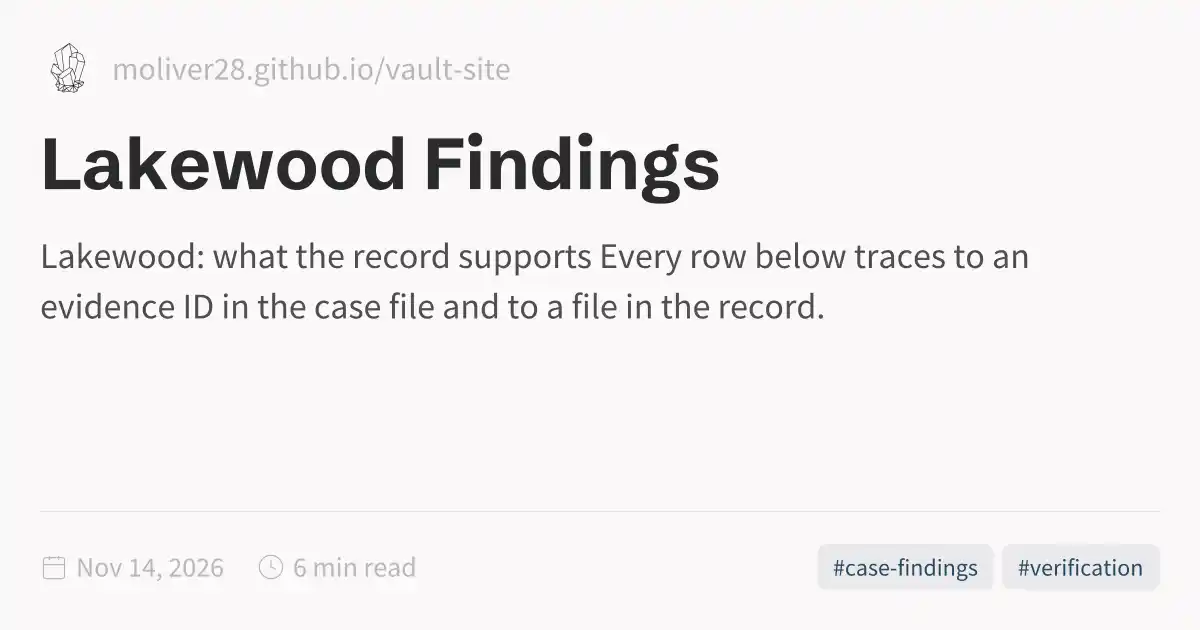 moliver28.github.io/vault-site
Lakewood Findings
Lakewood: what the record supports Every row below traces to an
evidence ID in the case file and to a file in the record.
Nov 14, 2026 6 min read #case-findings #verification